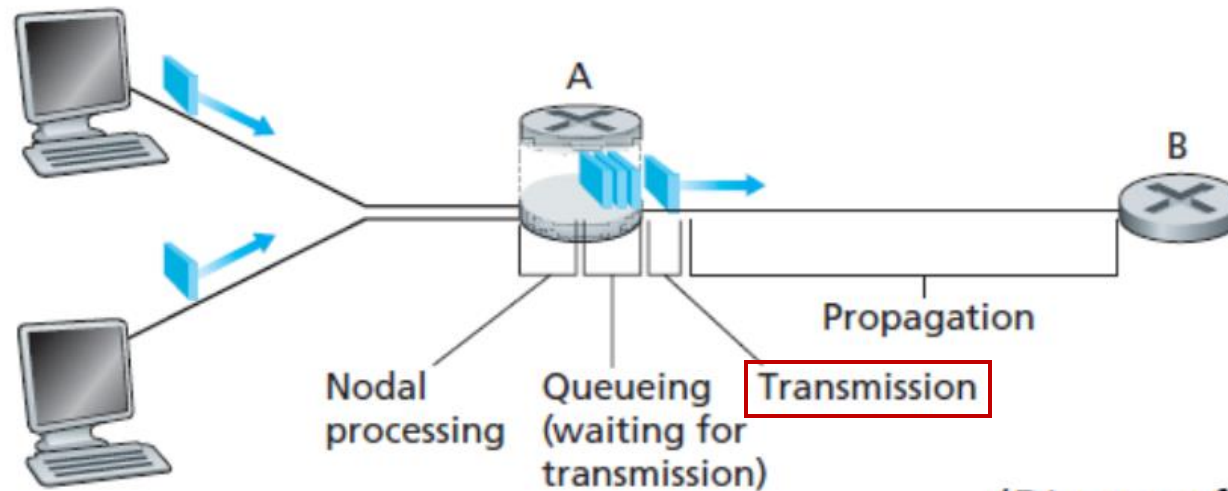 A
B
Propagation
Nodal
processing
Queueing
(waiting for
transmission)
Transmission